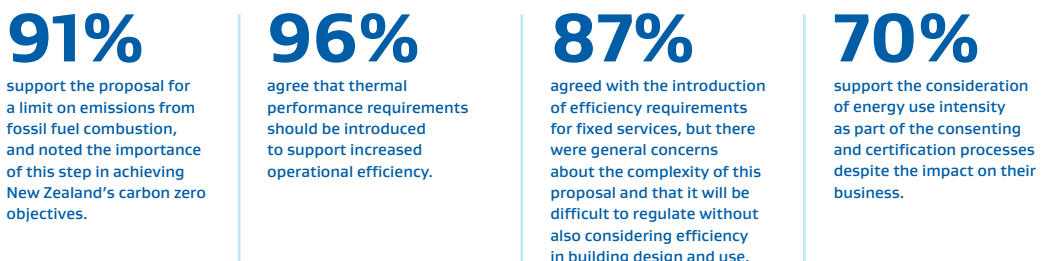 91%
support the proposal for
a limit on emissions from
fossil fuel combustion,
and noted the importance
of this step in achieving
New Zealand's carbon zero
objectives.
96%
agree that thermal
performance requirements
should be introduced
to support increased
operational efficiency.
87%
agreed with the introduction
of efficiency requirements
for fixed services, but there
were general concerns
about the complexity of this
proposal and that it will be
difficult to regulate without
also considering efficiency
in building design and use.
70%
support the consideration
of energy use intensity
as part of the consenting
and certification processes
despite the impact on their
business.